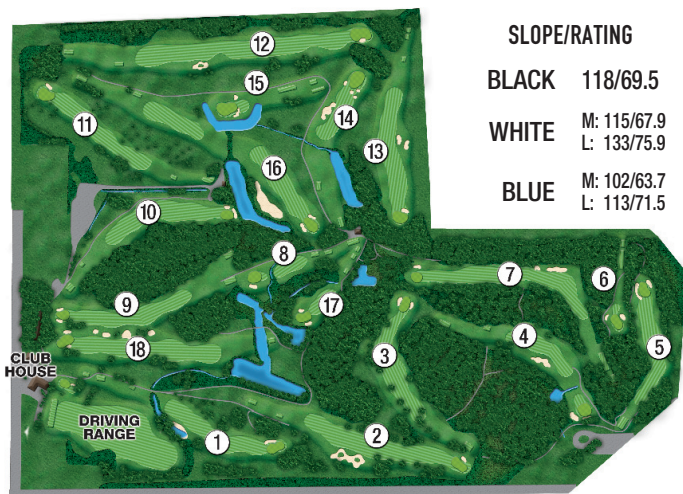 SLOPE/RATING
BLACK 118/69.5
WHITE M: 115/67.9
L: 133/75.9
BLUE M: 102/63.7
L: 113/71.5
12
15
11
14
13
16
10
8
7
6
9
17
18
3
4
5
CLUB
HOUSE
DRIVING
RANGE
1
2